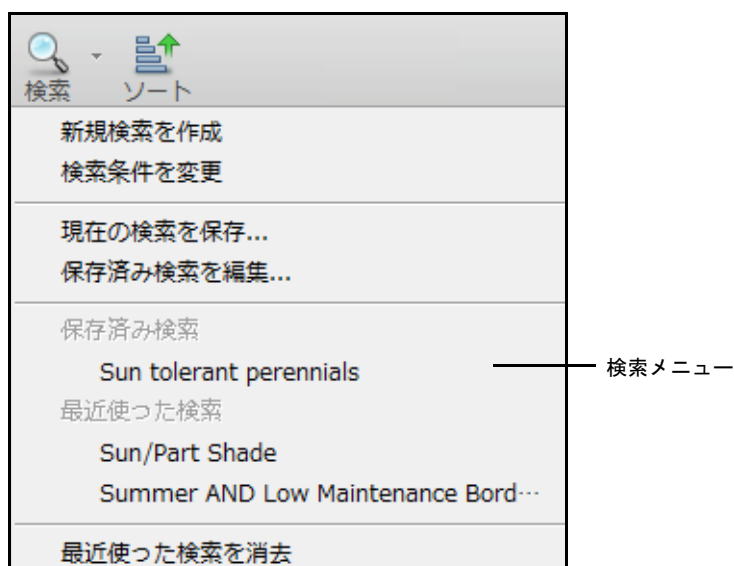 検索 ソート
新規検索を作成
検索条件を変更
現在の検索を保存...
保存済み検索を編集...
保存済み検索
Sun tolerant perennials
検索メニュー
最近使った検索
Sun/Part Shade
Summer AND Low Maintenance Bord…
最近使った検索を消去